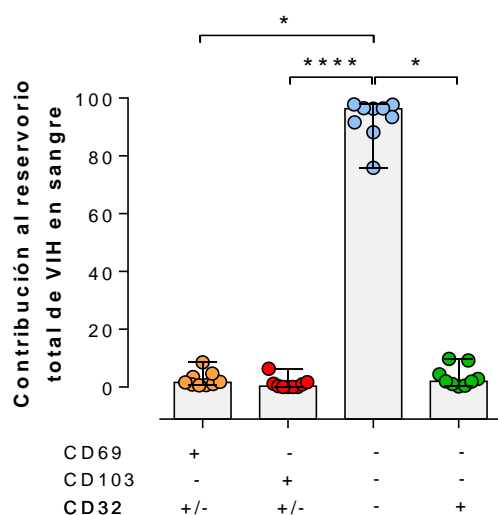 *
**** *
Contribución al reservorio
total de VIH en sangre
100
80
60
40
20
0
CD69 + - - -
CD103 - + - -
CD32 +/- +/- - +